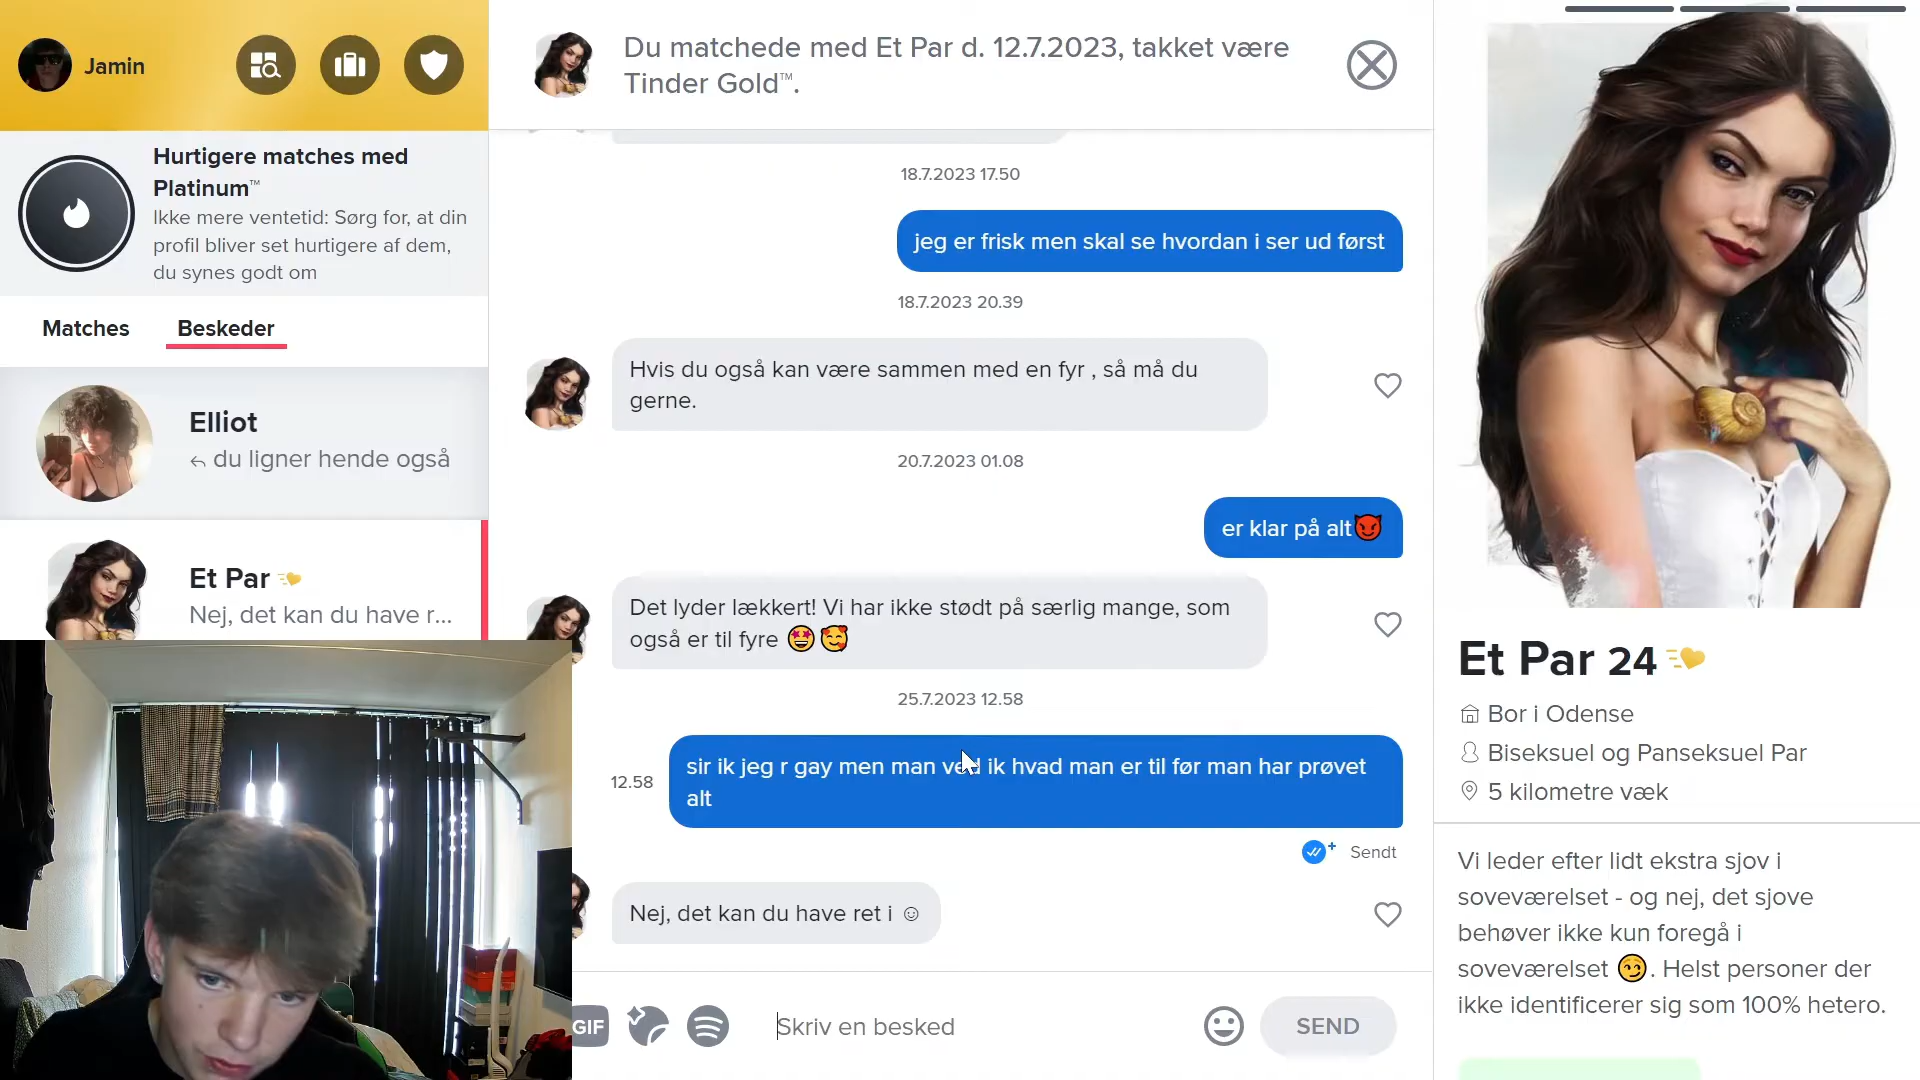 Jamin
Hurtigere matches med
Platinum™
Ikke mere ventetid: Sørg for, at din
profil bliver set hurtigere af dem,
du synes godt om
Matches
Beskeder
Elliot
du ligner hende også
Et Par
Nej, det kan du have r...
Du matchede med Et Par d. 12.7.2023, takket være
Tinder Gold™.
18.7.2023 17.50
jeg er frisk men skal se hvordan i ser ud først
18.7.2023 20.39
Hvis du også kan være sammen med en fyr , så må du
gerne.
20.7.2023 01.08
er klar på alt😈
Det lyder lækkert! Vi har ikke stødt på særlig mange, som
også er til fyre 🤩🥰
25.7.2023 12.58
12.58
sir ik jeg r gay men man ved ik hvad man er til før man har prøvet
alt
Sendt
Nej, det kan du have ret i ☺
GIF
Skriv en besked
SEND
Et Par 24
Bor i Odense
Biseksuel og Panseksuel Par
5 kilometre væk
Vi leder efter lidt ekstra sjov i
soveværelset - og nej, det sjove
behøver ikke kun foregå i
soveværelset 😏. Helst personer der
ikke identificerer sig som 100% hetero.